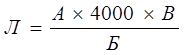 Л = А × 4000 × В / Б